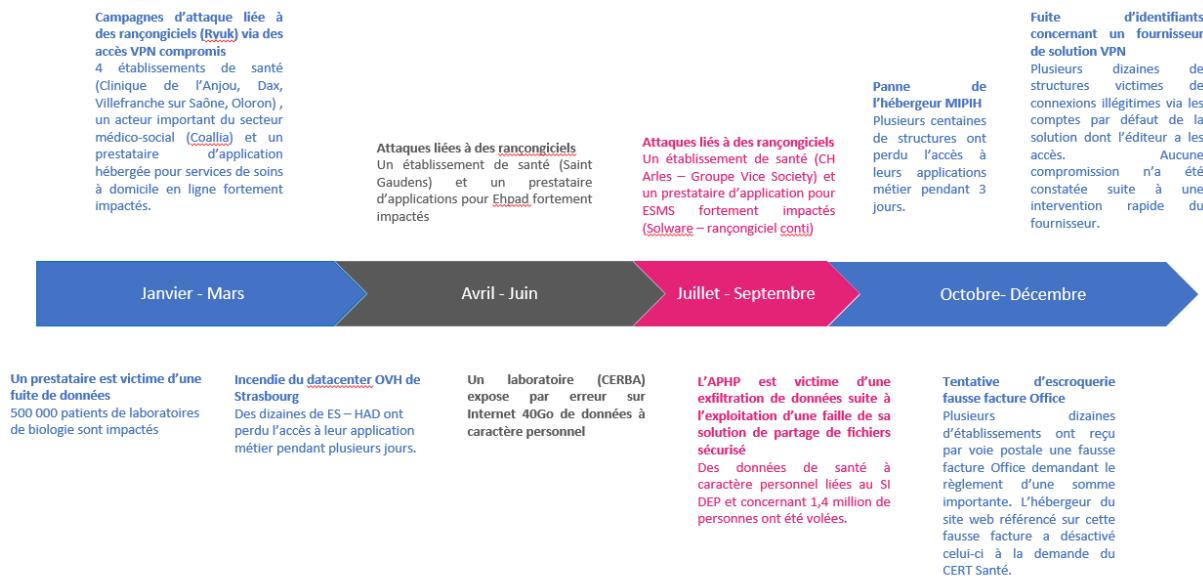 Campagnes d'attaque liée à
des rançongiciels (Ryuk) via des
accès VPN compromis
4 établissements de santé
(Clinique de l'Anjou, Dax,
Villefranche sur Saône, Oloron) ,
un acteur important du secteur
médico-social (Coallia) et un
prestataire d'application
hébergée pour services de soins
à domicile en ligne fortement
impactés.
Attaques liées à des rançongiciels
Un établissement de santé (Saint
Gaudens) et un prestataire
d'applications pour Ehpad fortement
impactés
Attaques liés à des rançongiciels
Un établissement de santé (CH
Arles – Groupe Vice Society) et
un prestataire d'application pour
ESMS fortement impactés
(Solware – rançongiciel conti)
Panne de
l'hébergeur MIPIH
Plusieurs centaines
de structures ont
perdu l'accès à
leurs applications
métier pendant 3
jours.
Fuite d'identifiants
concernant un fournisseur
de solution VPN
Plusieurs dizaines de
structures victimes de
connexions illégitimes via les
comptes par défaut de la
solution dont l'éditeur a les
accès. Aucune
compromission n'a été
constatée suite à une
intervention rapide du
fournisseur.
Janvier - Mars
Avril - Juin
Juillet - Septembre
Octobre- Décembre
Un prestataire est victime d'une
fuite de données
500 000 patients de laboratoires
de biologie sont impactés
Incendie du datacenter OVH de
Strasbourg
Des dizaines de ES – HAD ont
perdu l'accès à leur application
métier pendant plusieurs jours.
Un laboratoire (CERBA)
expose par erreur sur
Internet 40Go de données à
caractère personnel
L'APHP est victime d'une
exfiltration de données suite à
l'exploitation d'une faille de sa
solution de partage de fichiers
sécurisé
Des données de santé à
caractère personnel liées au SI
DEP et concernant 1,4 million de
personnes ont été volées.
Tentative d'escroquerie
fausse facture Office
Plusieurs dizaines
d'établissements ont reçu
par voie postale une fausse
facture Office demandant le
règlement d'une somme
importante. L'hébergeur du
site web référencé sur cette
fausse facture a désactivé
celui-ci à la demande du
CERT Santé.